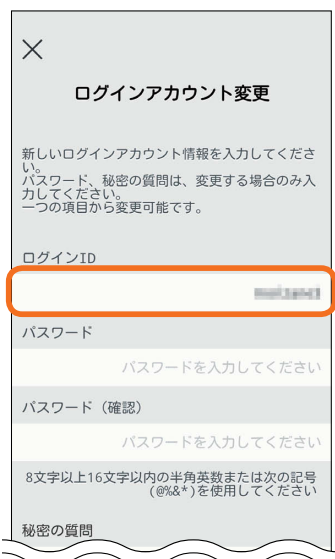 ログインアカウント変更
新しいログインアカウント情報を入力してくださ
い。
パスワード、秘密の質問は、変更する場合のみ入
力してください。
一つの項目から変更可能です。
ログインID
パスワード
パスワードを入力してください
パスワード（確認）
パスワードを入力してください
8文字以上16文字以内の半角英数または次の記号
(@%&*)を使用してください
秘密の質問